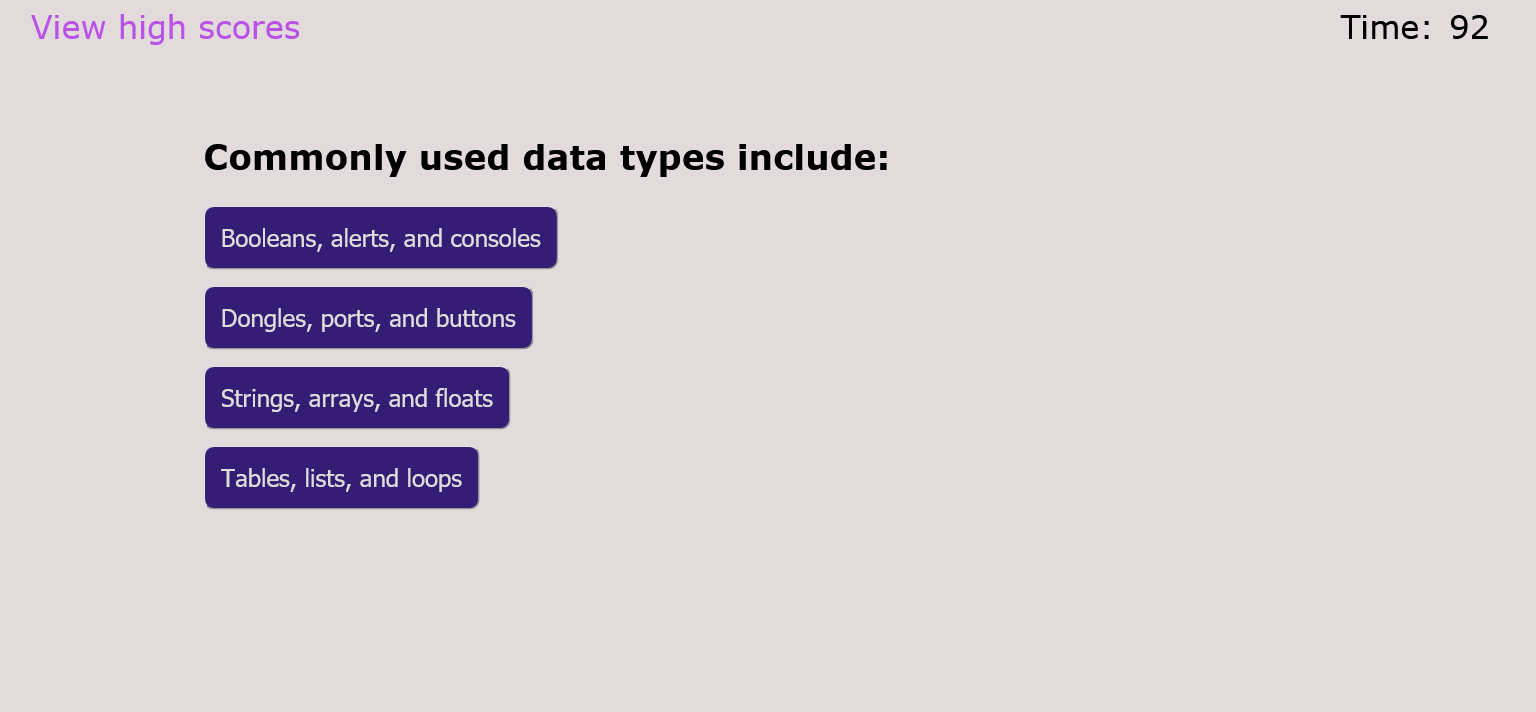 View high scores
Time: 92
Commonly used data types include:
Booleans, alerts, and consoles
Dongles, ports, and buttons
Strings, arrays, and floats
Tables, lists, and loops